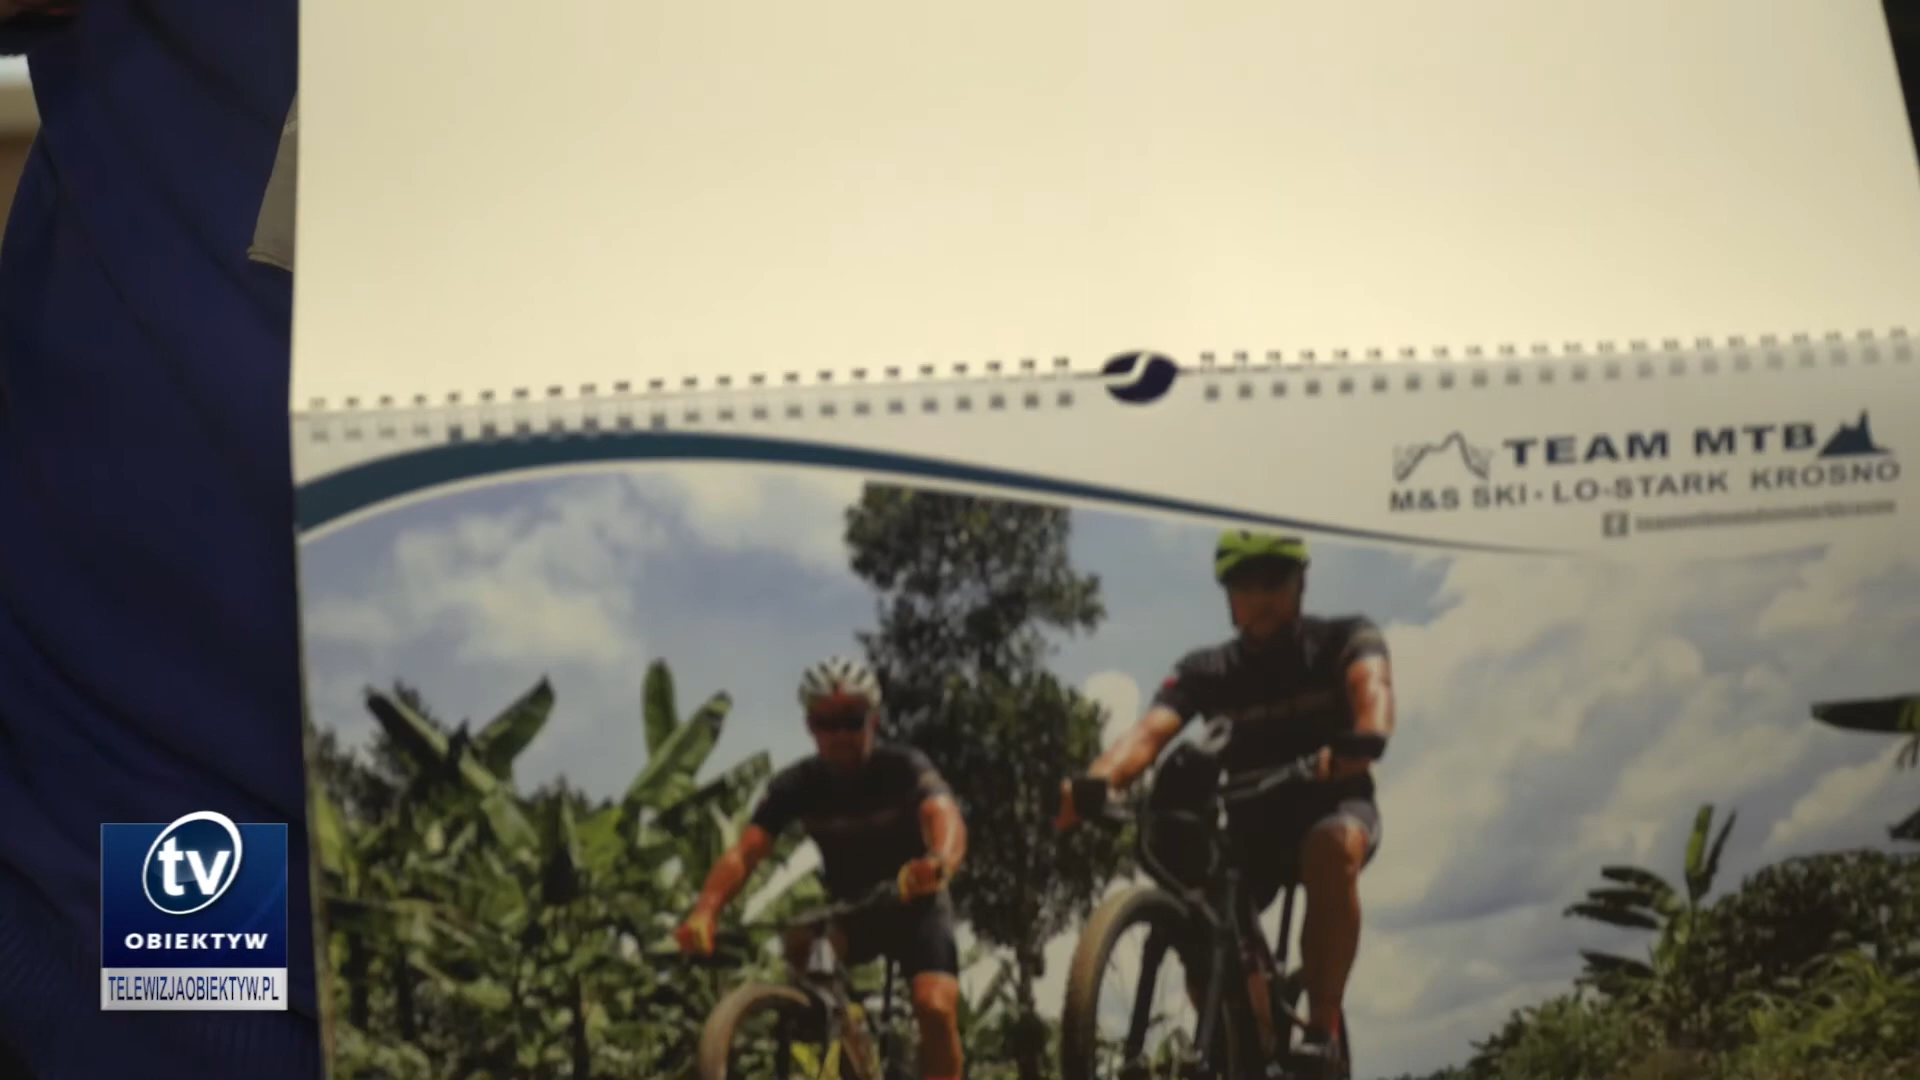 TEAM MTB
M&S SKI · LO-STARK KROSNO
tv
OBIEKTYW
TELEWIZJAOBIEKTYW.PL